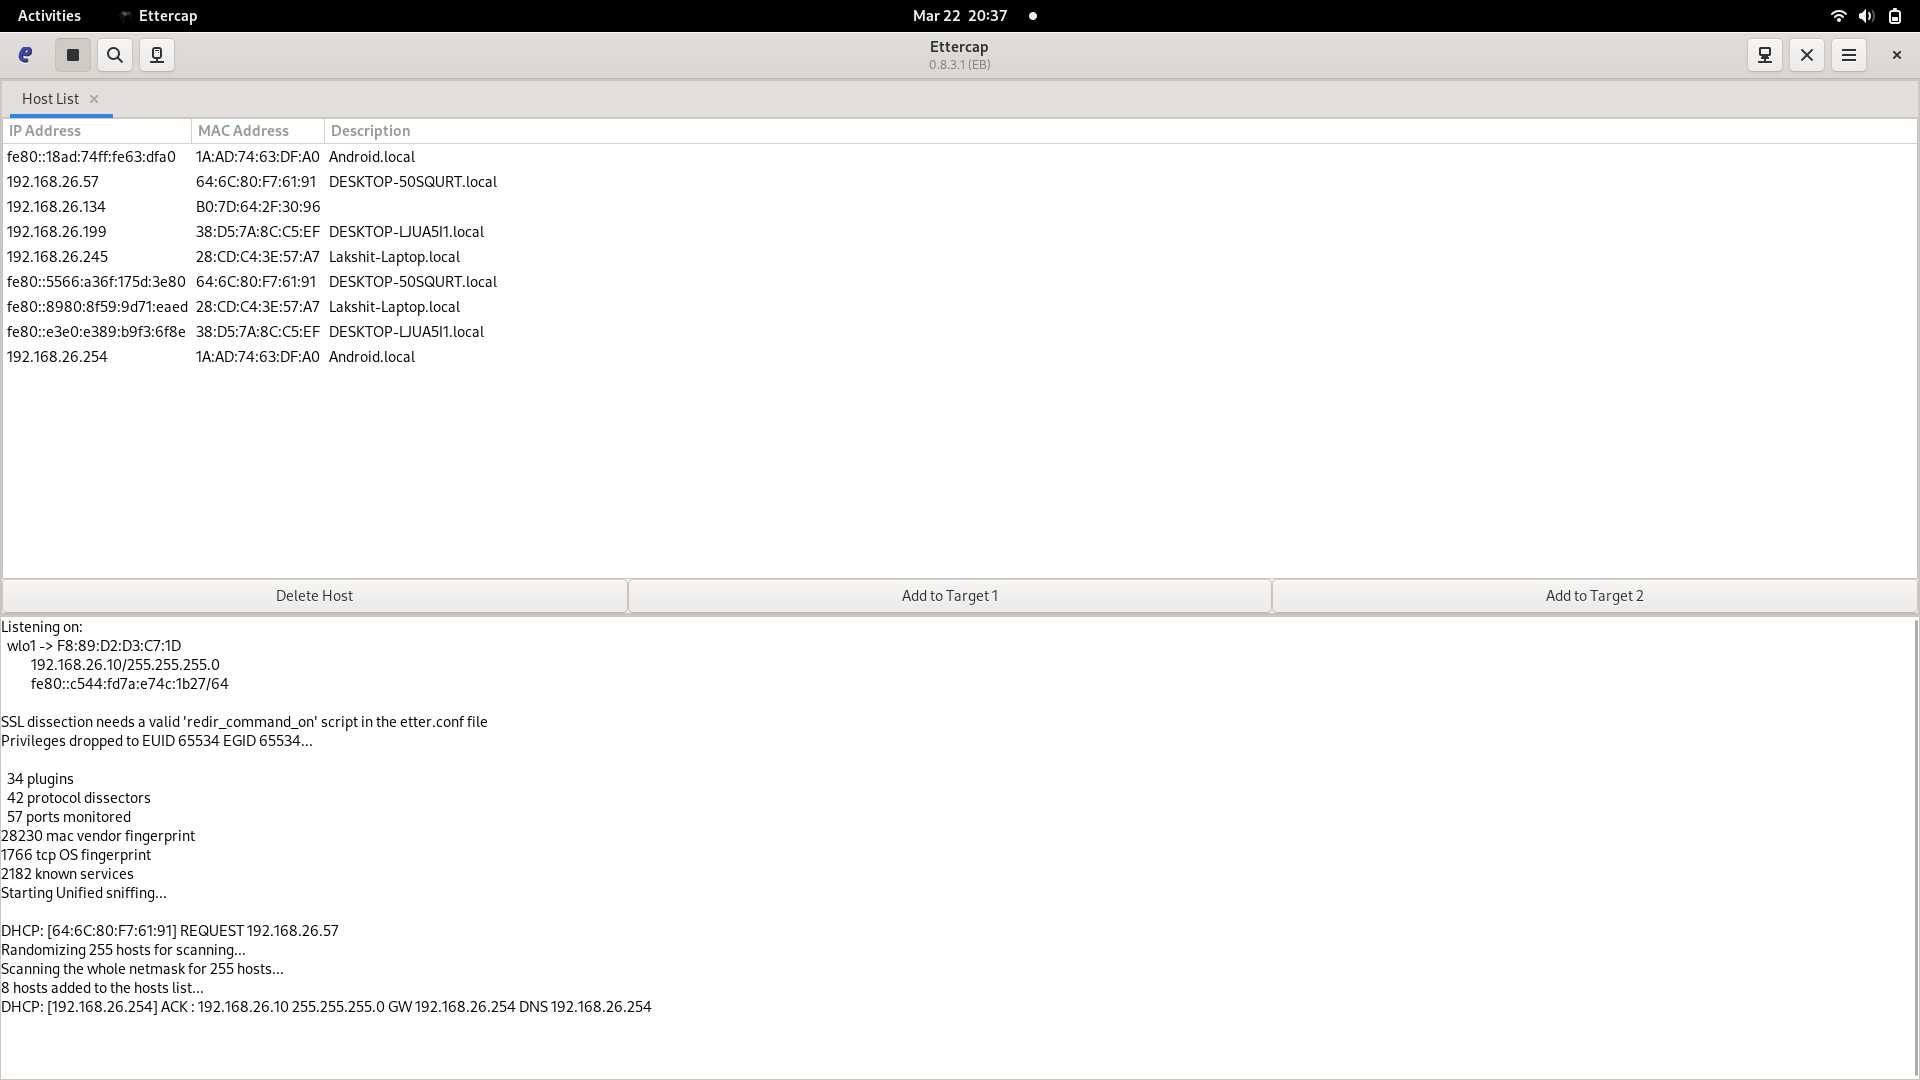 Activities Ettercap Mar 22 20:37
Ettercap
0.8.3.1 (EB)
Host List
IP Address MAC Address Description
fe80::18ad:74ff:fe63:dfa0 1A:AD:74:63:DF:A0 Android.local
192.168.26.57 64:6C:80:F7:61:91 DESKTOP-50SQURT.local
192.168.26.134 B0:7D:64:2F:30:96
192.168.26.199 38:D5:7A:8C:C5:EF DESKTOP-LJUA5I1.local
192.168.26.245 28:CD:C4:3E:57:A7 Lakshit-Laptop.local
fe80::5566:a36f:175d:3e80 64:6C:80:F7:61:91 DESKTOP-50SQURT.local
fe80::8980:8f59:9d71:eaed 28:CD:C4:3E:57:A7 Lakshit-Laptop.local
fe80::e3e0:e389:b9f3:6f8e 38:D5:7A:8C:C5:EF DESKTOP-LJUA5I1.local
192.168.26.254 1A:AD:74:63:DF:A0 Android.local
Delete Host Add to Target 1 Add to Target 2
Listening on:
wlo1 -> F8:89:D2:D3:C7:1D
192.168.26.10/255.255.255.0
fe80::c544:fd7a:e74c:1b27/64
SSL dissection needs a valid 'redir_command_on' script in the etter.conf file
Privileges dropped to EUID 65534 EGID 65534...
34 plugins
42 protocol dissectors
57 ports monitored
28230 mac vendor fingerprint
1766 tcp OS fingerprint
2182 known services
Starting Unified sniffing...
DHCP: [64:6C:80:F7:61:91] REQUEST 192.168.26.57
Randomizing 255 hosts for scanning...
Scanning the whole netmask for 255 hosts...
8 hosts added to the hosts list...
DHCP: [192.168.26.254] ACK : 192.168.26.10 255.255.255.0 GW 192.168.26.254 DNS 192.168.26.254